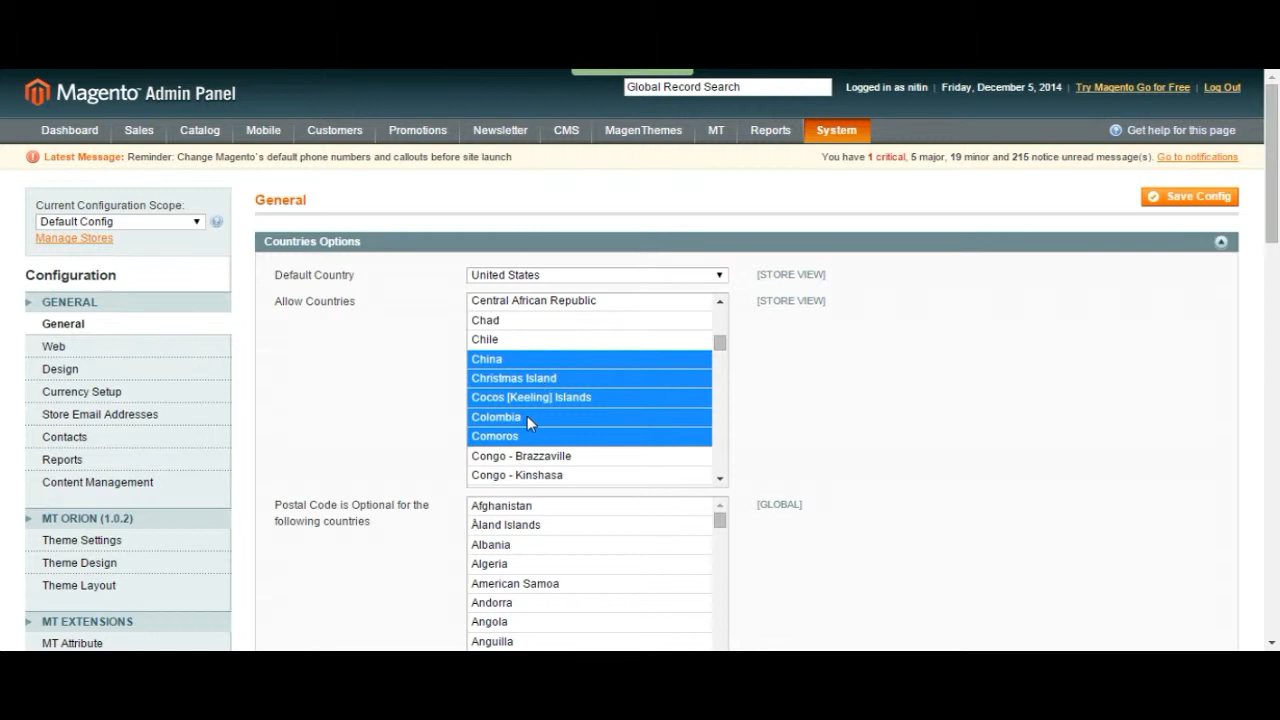 Magento Admin Panel
Global Record Search
Logged in as nitin | Friday, December 5, 2014 | Try Magento Go for Free | Log Out
Dashboard Sales Catalog Mobile Customers Promotions Newsletter CMS MagenThemes MT Reports System Get help for this page
Latest Message: Reminder: Change Magento`s default phone numbers and callouts before site launch You have 1 critical, 5 major, 19 minor and 215 notice unread message(s). Go to notifications
Current Configuration Scope:
Default Config
Manage Stores
Configuration
GENERAL
General
Web
Design
Currency Setup
Store Email Addresses
Contacts
Reports
Content Management
MT ORION (1.0.2)
Theme Settings
Theme Design
Theme Layout
MT EXTENSIONS
MT Attribute
General
Save Config
Countries Options
Default Country United States [STORE VIEW]
Allow Countries Central African Republic [STORE VIEW]
Chad
Chile
China
Christmas Island
Cocos [Keeling] Islands
Colombia
Comoros
Congo - Brazzaville
Congo - Kinshasa
Postal Code is Optional for the
following countries
Afghanistan [GLOBAL]
Åland Islands
Albania
Algeria
American Samoa
Andorra
Angola
Anguilla